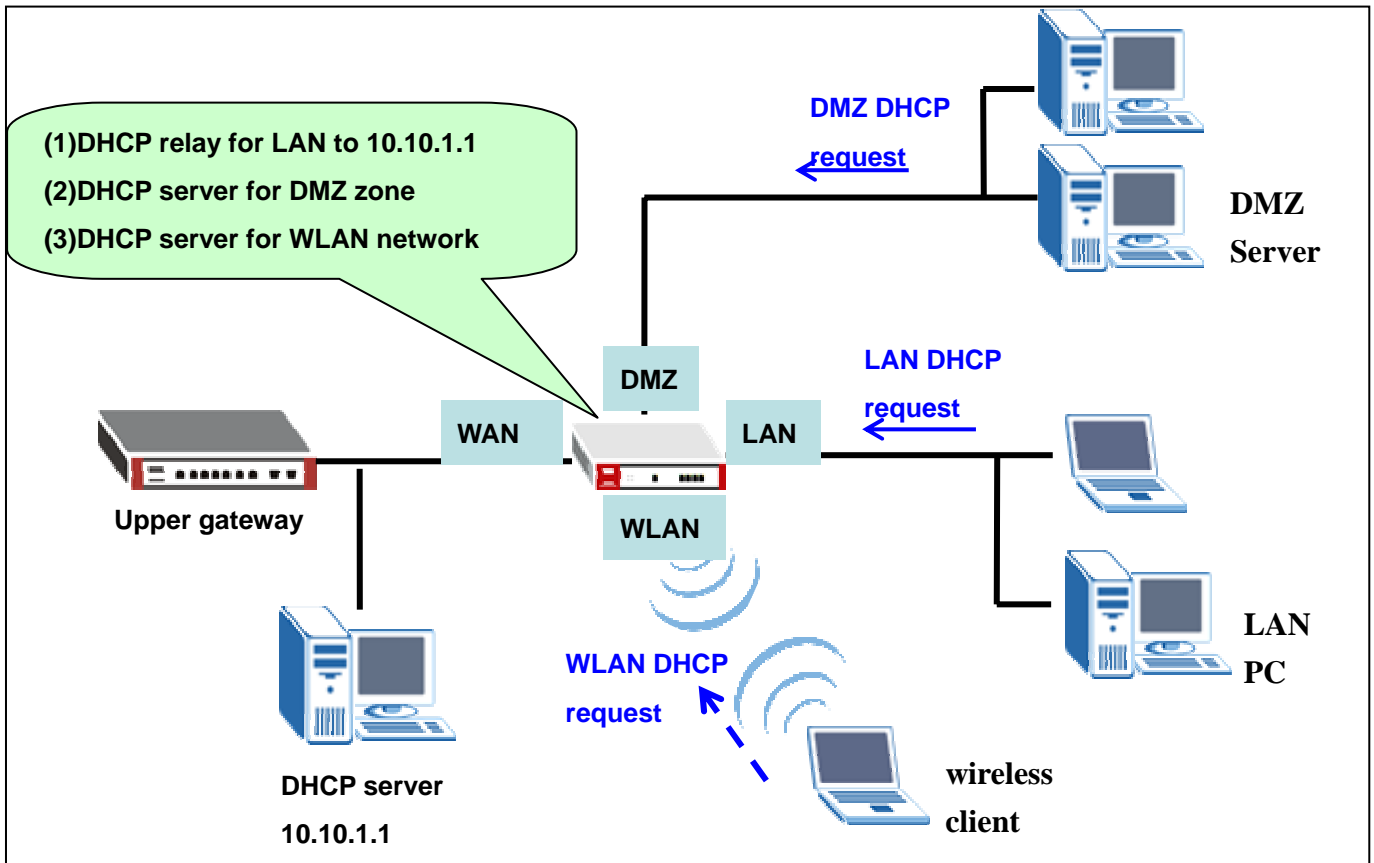 (1)DHCP relay for LAN to 10.10.1.1
(2)DHCP server for DMZ zone
(3)DHCP server for WLAN network
DMZ DHCP
request
DMZ
Server
DMZ
LAN DHCP
request
WAN
LAN
Upper gateway
WLAN
LAN
PC
WLAN DHCP
request
DHCP server
10.10.1.1
wireless
client